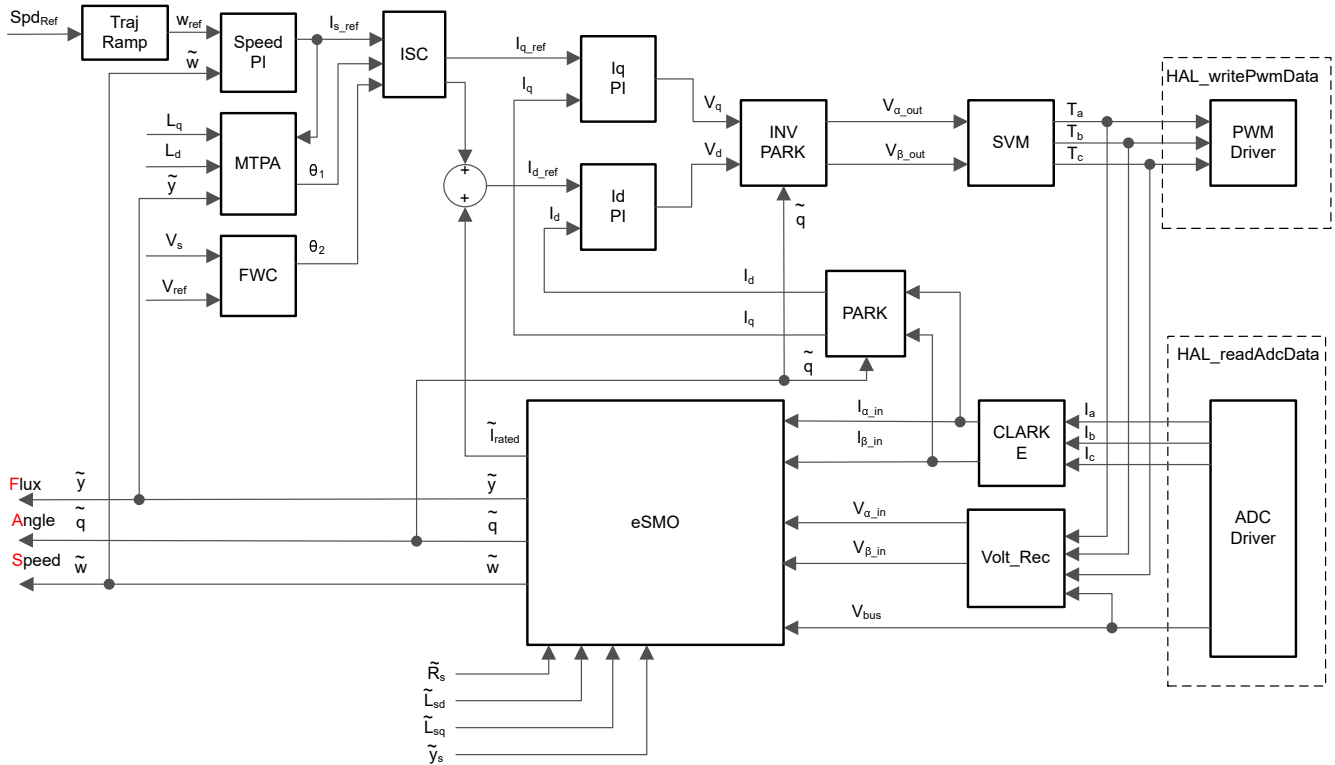 Spd_Ref
Traj
Ramp
w_ref
w̃
Speed
PI
I_s_ref
ISC
I_q_ref
I_q
Iq
PI
V_q
V_d
INV
PARK
V_α_out
V_β_out
SVM
T_a
T_b
T_c
HAL_writePwmData
PWM
Driver
L_q
L_d
ỹ
MTPA
θ₁
+
+
I_d_ref
I_d
Id
PI
q̃
V_s
V_ref
FWC
θ₂
I_d
I_q
PARK
q̃
HAL_readAdcData
Ĩ_rated
I_α_in
I_β_in
CLARK
E
I_a
I_b
I_c
Flux
ỹ
Angle
q̃
Speed
w̃
ỹ
q̃
w̃
eSMO
V_α_in
V_β_in
V_bus
Volt_Rec
ADC
Driver
R̃_s
L̃_sd
L̃_sq
ỹ_s